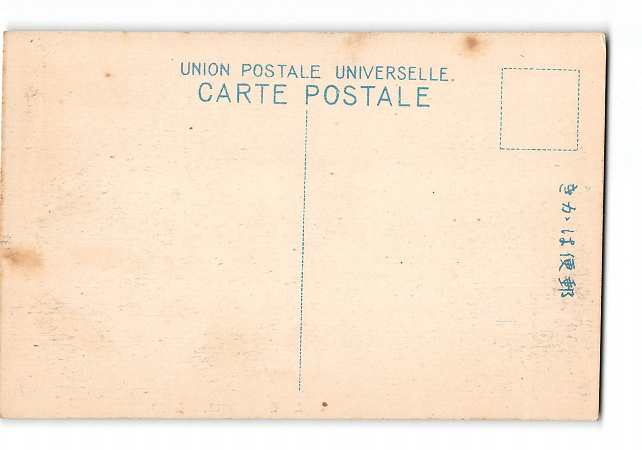 UNION POSTALE UNIVERSELLE.
CARTE POSTALE
きかは便郵